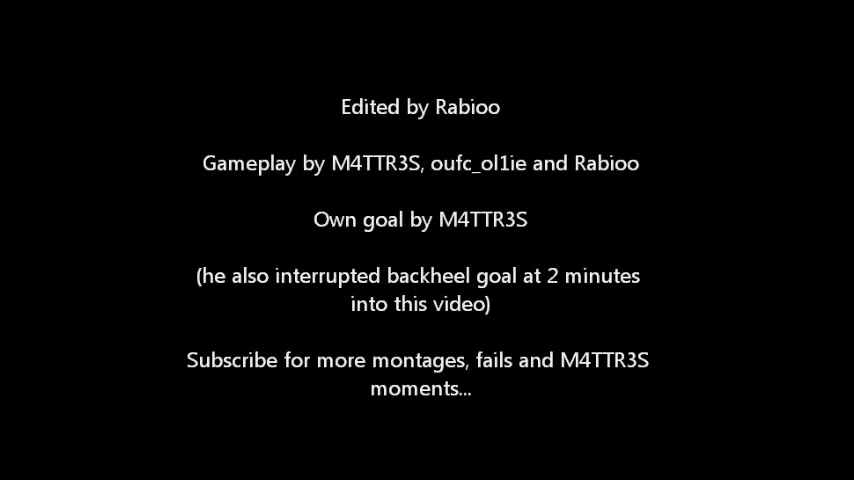 Edited by Rabioo
Gameplay by M4TTR3S, oufc_ol1ie and Rabioo
Own goal by M4TTR3S
(he also interrupted backheel goal at 2 minutes
into this video)
Subscribe for more montages, fails and M4TTR3S
moments...